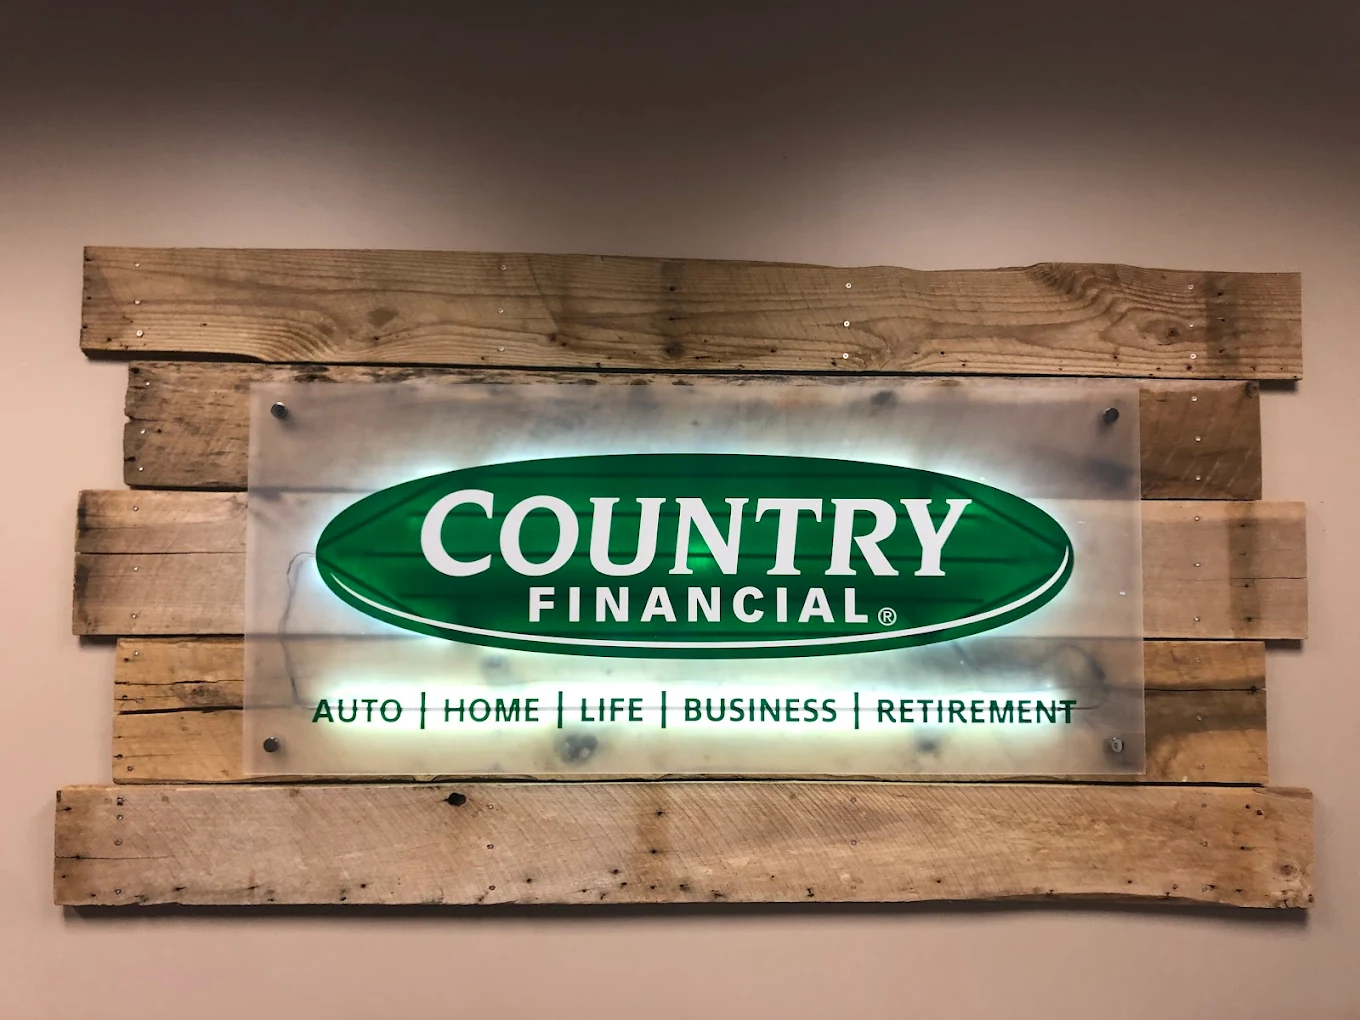 COUNTRY
FINANCIAL®
AUTO | HOME | LIFE | BUSINESS | RETIREMENT